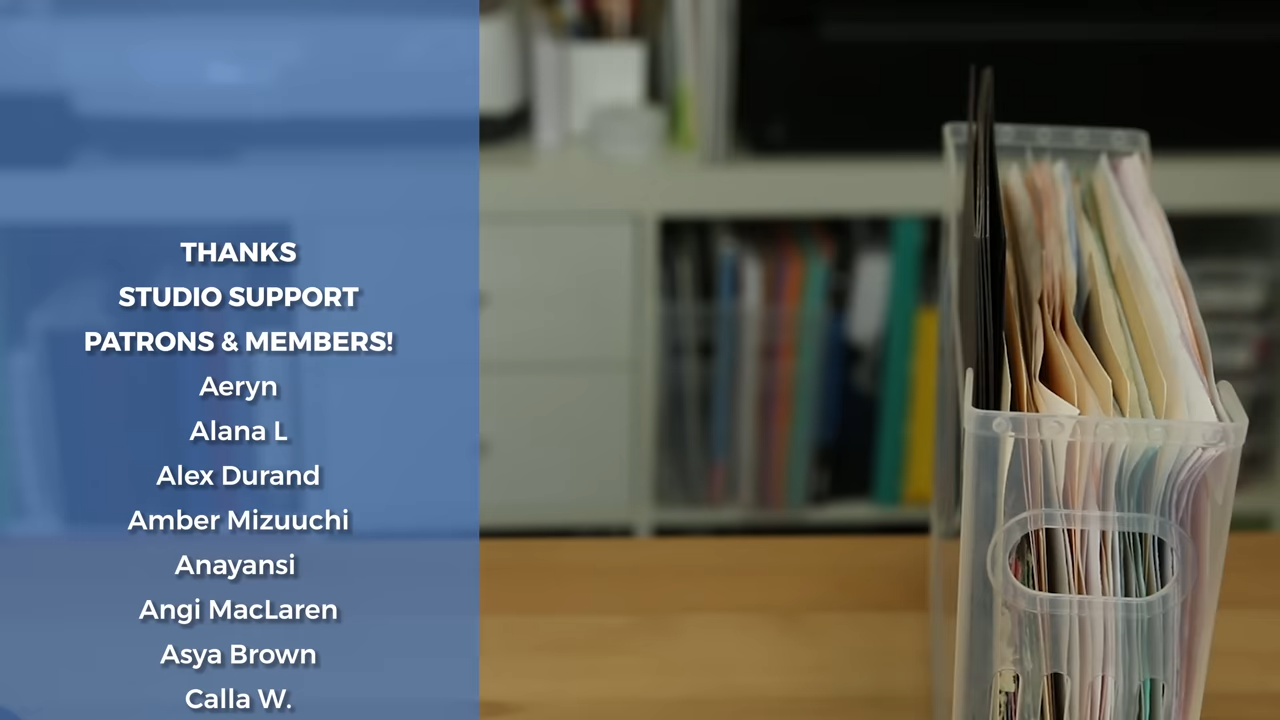 THANKS
STUDIO SUPPORT
PATRONS & MEMBERS!
Aeryn
Alana L
Alex Durand
Amber Mizuuchi
Anayansi
Angi MacLaren
Asya Brown
Calla W.